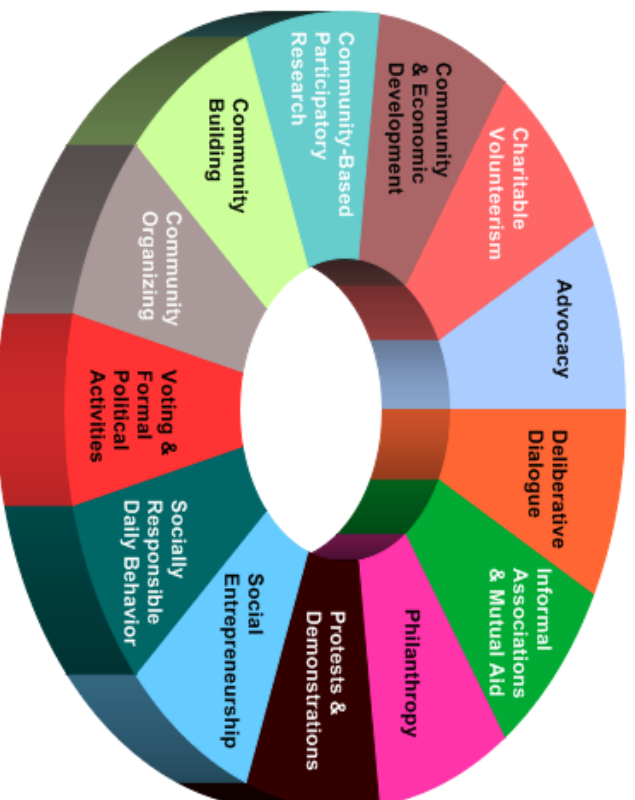 Advocacy
Charitable
Volunteerism
Community
& Economic
Development
Community-Based
Participatory
Research
Community
Building
Community
Organizing
Voting &
Formal
Political
Activities
Socially
Responsible
Daily Behavior
Social
Entrepreneurship
Protests &
Demonstrations
Philanthropy
Informal
Associations
& Mutual Aid
Deliberative
Dialogue